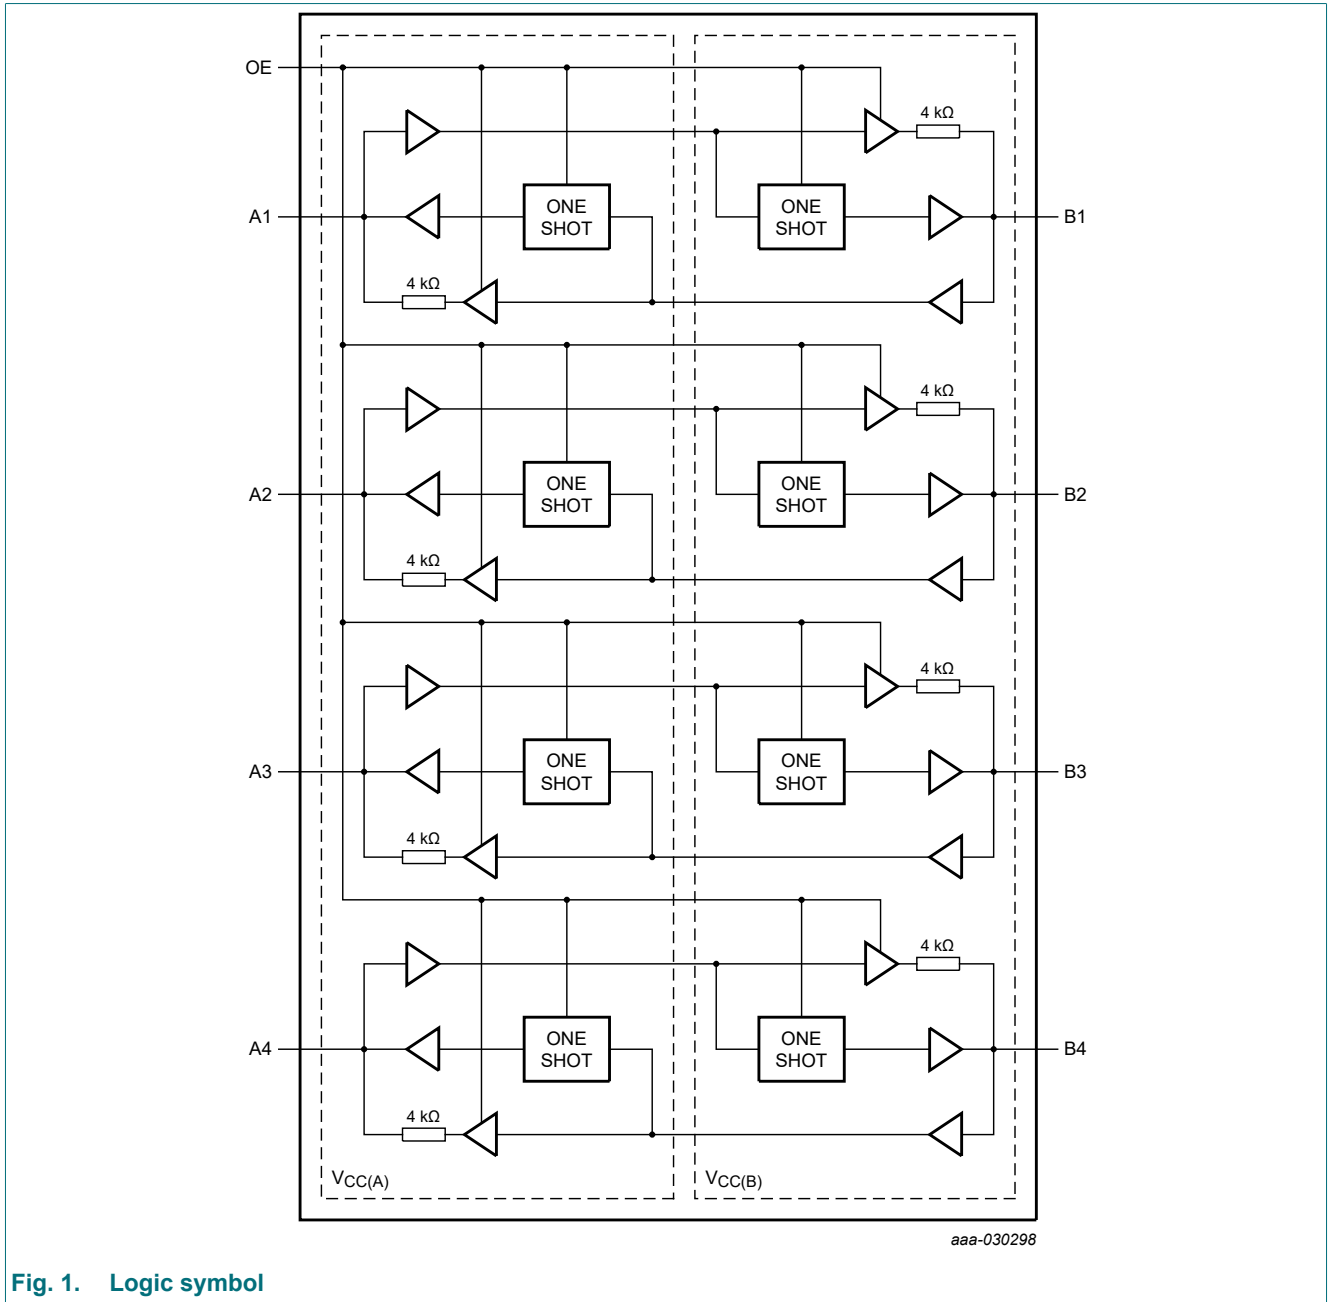 OE
4 kΩ
A1
ONE
SHOT
ONE
SHOT
B1
4 kΩ
4 kΩ
A2
ONE
SHOT
ONE
SHOT
B2
4 kΩ
4 kΩ
A3
ONE
SHOT
ONE
SHOT
B3
4 kΩ
4 kΩ
A4
ONE
SHOT
ONE
SHOT
B4
4 kΩ
VCC(A)
VCC(B)
aaa-030298
Fig. 1. Logic symbol